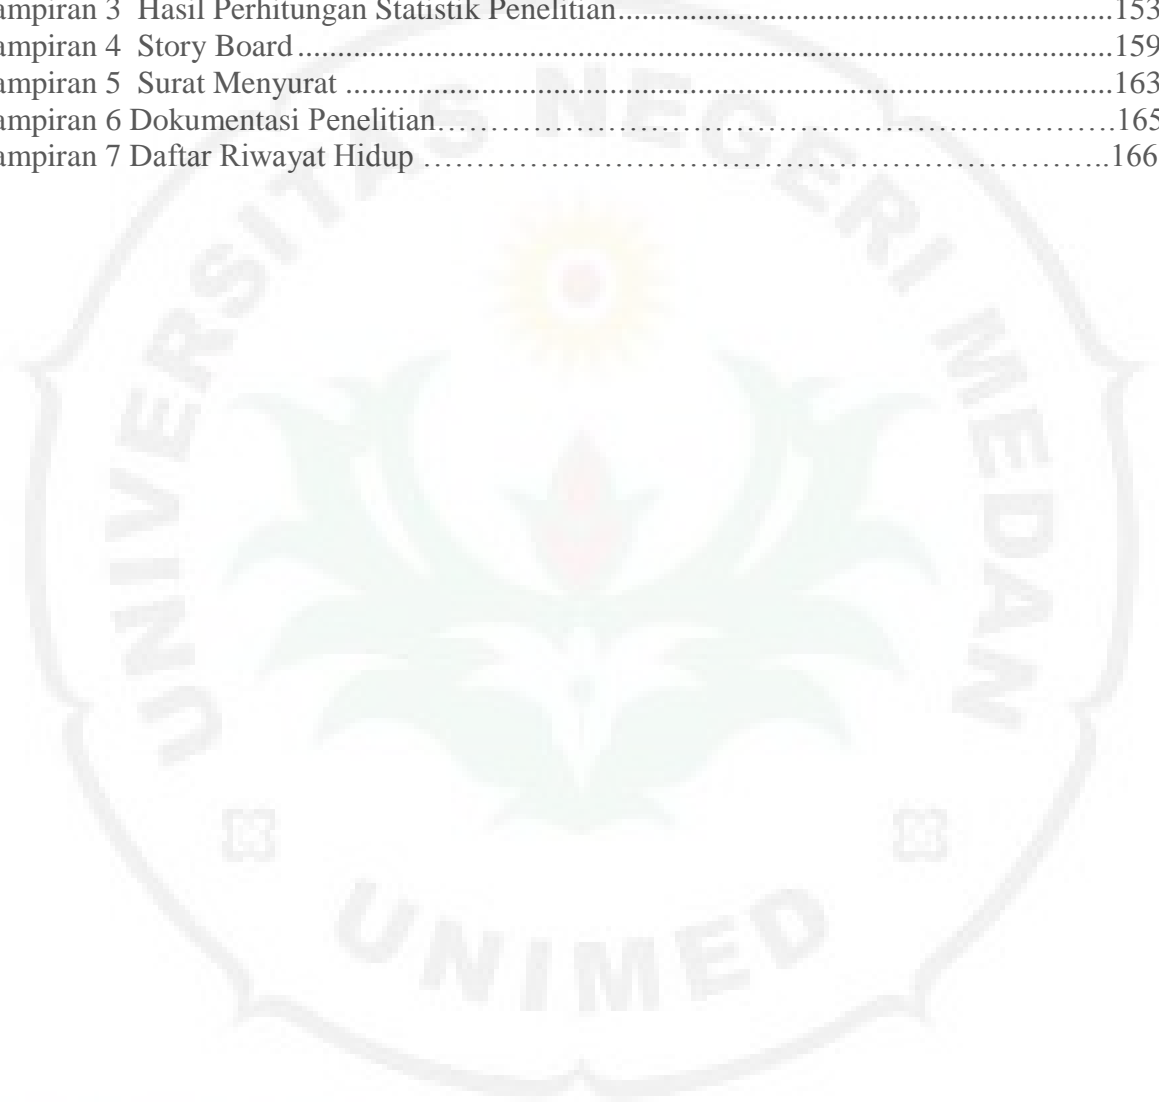 ampiran 3  Hasil Perhitungan Statistik Penelitian............................................................153
ampiran 4  Story Board....................................................................................................159
ampiran 5  Surat Menyurat ..............................................................................................163
ampiran 6 Dokumentasi Penelitian……………………………………………………….165
ampiran 7 Daftar Riwayat Hidup ………………………………………………………..166
UNIVERSITAS NEGERI MEDAN
UNIMED